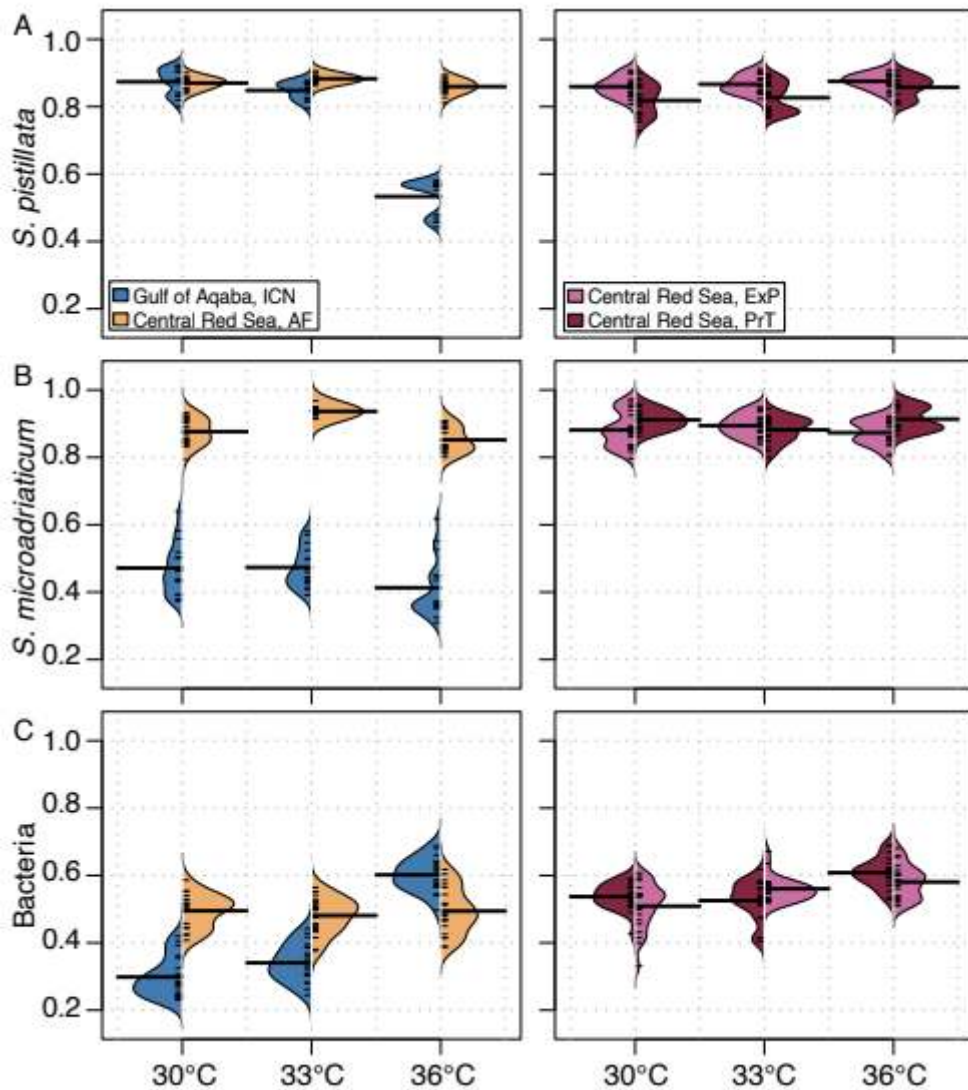 A
S. pistillata
1.0
0.8
0.6
0.4
0.2
Gulf of Aqaba, ICN
Central Red Sea, AF
Central Red Sea, ExP
Central Red Sea, PrT
B
S. microadriaticum
1.0
0.8
0.6
0.4
0.2
C
Bacteria
1.0
0.8
0.6
0.4
0.2
30°C 33°C 36°C 30°C 33°C 36°C